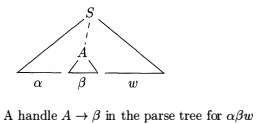 S
A
α β w
A handle A → β in the parse tree for αβw